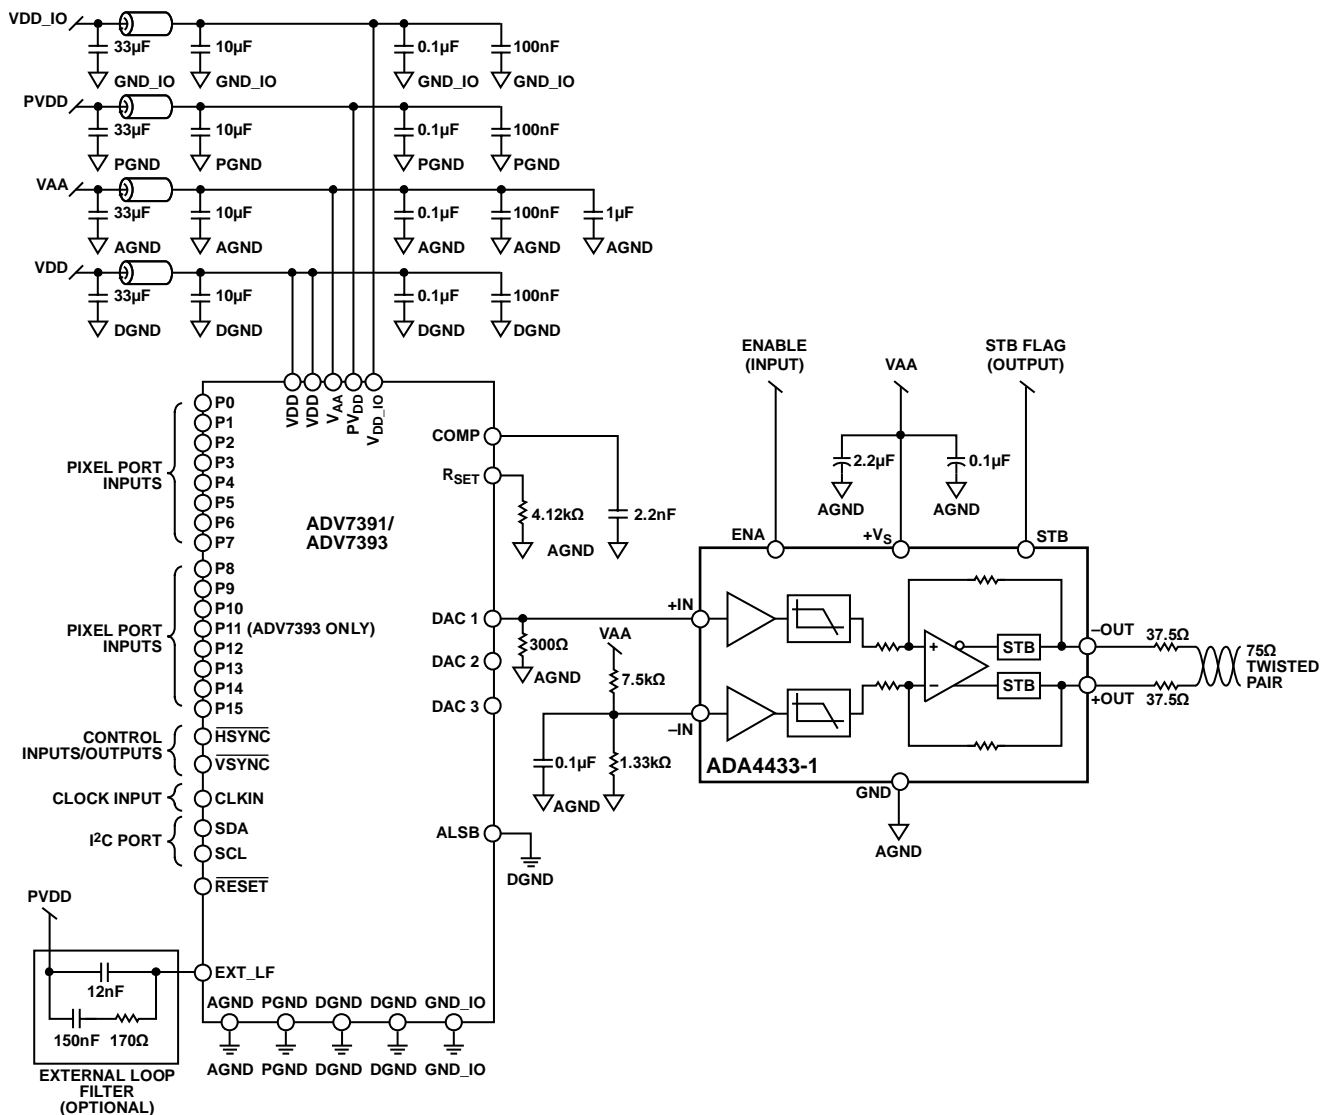 VDD_IO
33µF
10µF
0.1µF
100nF
GND_IO
GND_IO
GND_IO
GND_IO
PVDD
33µF
10µF
0.1µF
100nF
PGND
PGND
PGND
PGND
VAA
33µF
10µF
0.1µF
100nF
1µF
AGND
AGND
AGND
AGND
AGND
VDD
33µF
10µF
0.1µF
100nF
DGND
DGND
DGND
DGND
VDD
VDD
VAA
PVDD
VDD_IO
P0
P1
P2
P3
P4
P5
P6
P7
PIXEL PORT
INPUTS
P8
P9
P10
P11 (ADV7393 ONLY)
P12
P13
P14
P15
PIXEL PORT
INPUTS
HSYNC
VSYNC
CONTROL
INPUTS/OUTPUTS
CLOCK INPUT
CLKIN
I2C PORT
SDA
SCL
RESET
PVDD
EXT_LF
12nF
150nF
170Ω
EXTERNAL LOOP
FILTER
(OPTIONAL)
ADV7391/
ADV7393
COMP
RSET
4.12kΩ
2.2nF
AGND
DAC 1
DAC 2
DAC 3
300Ω
AGND
VAA
7.5kΩ
0.1µF
1.33kΩ
AGND
ALSB
DGND
AGND
PGND
DGND
DGND
GND_IO
AGND
PGND
DGND
DGND
GND_IO
ENABLE
(INPUT)
VAA
STB FLAG
(OUTPUT)
2.2µF
0.1µF
AGND
AGND
ENA
+VS
STB
+IN
–IN
+
–
STB
STB
–OUT
+OUT
37.5Ω
37.5Ω
75Ω
TWISTED
PAIR
ADA4433-1
GND
AGND